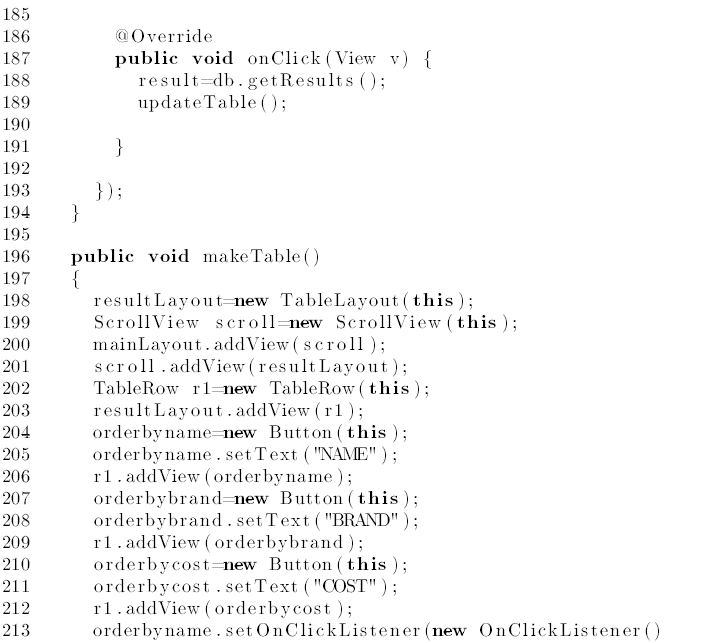 185
186 @Override
187 public void onClick(View v) {
188 result=db.getResults();
189 updateTable();
190
191 }
192
193 });
194 }
195
196 public void makeTable()
197 {
198 resultLayout=new TableLayout(this);
199 ScrollView scroll=new ScrollView(this);
200 mainLayout.addView(scroll);
201 scroll.addView(resultLayout);
202 TableRow r1=new TableRow(this);
203 resultLayout.addView(r1);
204 orderbyname=new Button(this);
205 orderbyname.setText("NAME");
206 r1.addView(orderbyname);
207 orderbybrand=new Button(this);
208 orderbybrand.setText("BRAND");
209 r1.addView(orderbybrand);
210 orderbycost=new Button(this);
211 orderbycost.setText("COST");
212 r1.addView(orderbycost);
213 orderbyname.setOnClickListener(new OnClickListener()